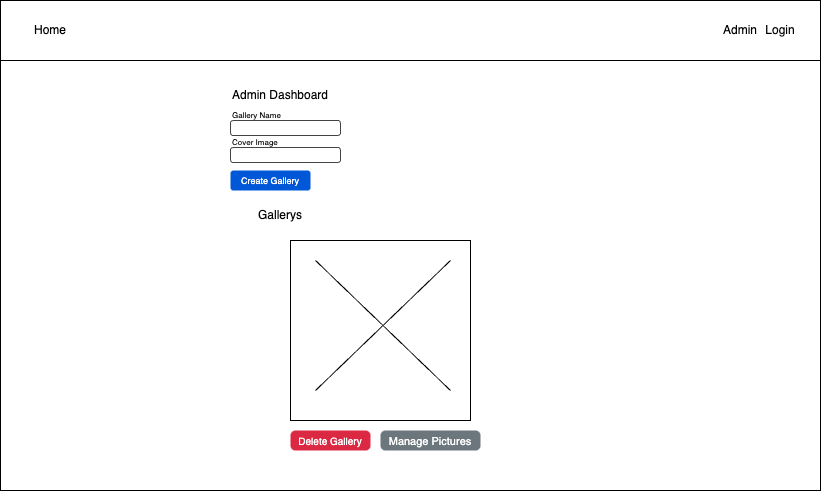 Home
Admin Login
Admin Dashboard
Gallery Name
Cover Image
Create Gallery
Gallerys
Delete Gallery
Manage Pictures